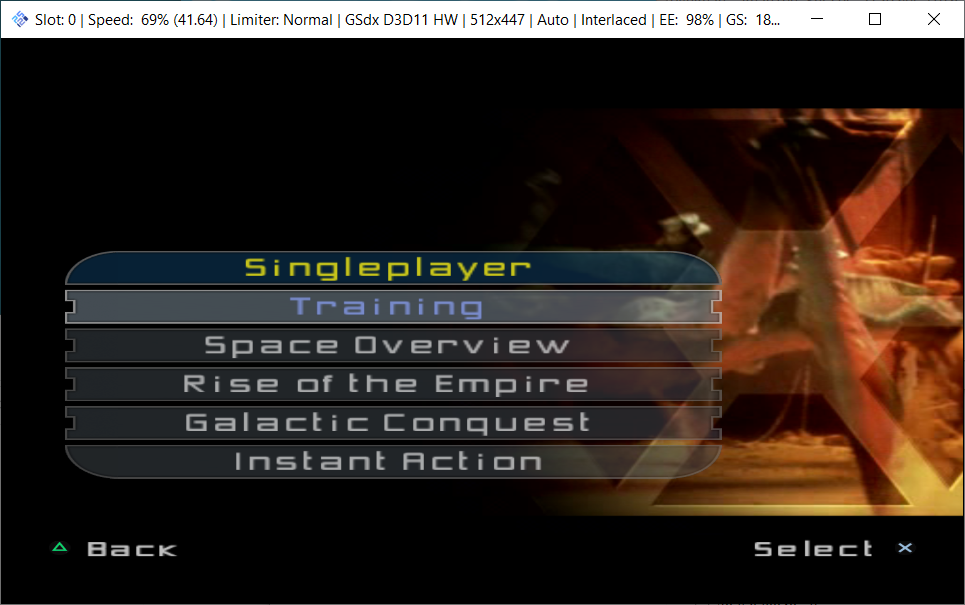 Slot: 0 | Speed: 69% (41.64) | Limiter: Normal | GSdx D3D11 HW | 512x447 | Auto | Interlaced | EE: 98% | GS: 18...
Singleplayer
Training
Space Overview
Rise of the Empire
Galactic Conquest
Instant Action
Back
Select